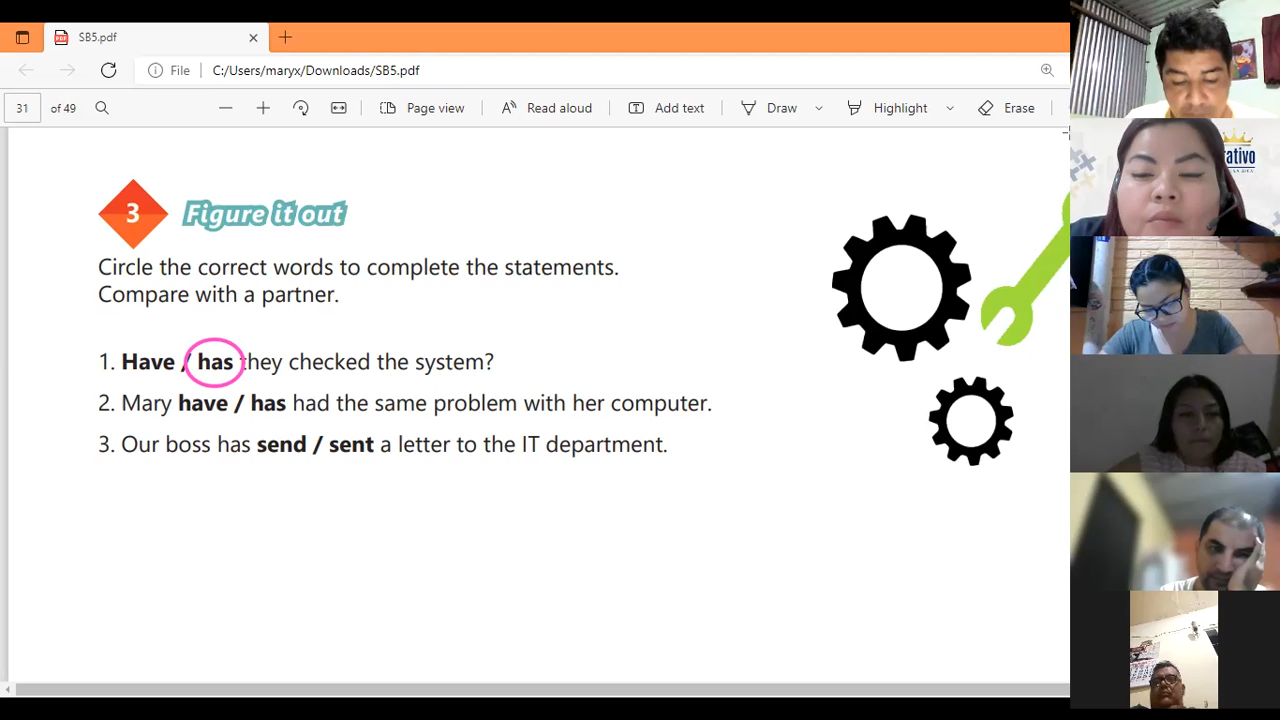 SB5.pdf
File
C:/Users/maryx/Downloads/SB5.pdf
31 of 49
Page view
Read aloud
Add text
Draw
Highlight
Erase
3 Figure it out
Circle the correct words to complete the statements.
Compare with a partner.
1. Have / has they checked the system?
2. Mary have / has had the same problem with her computer.
3. Our boss has send / sent a letter to the IT department.